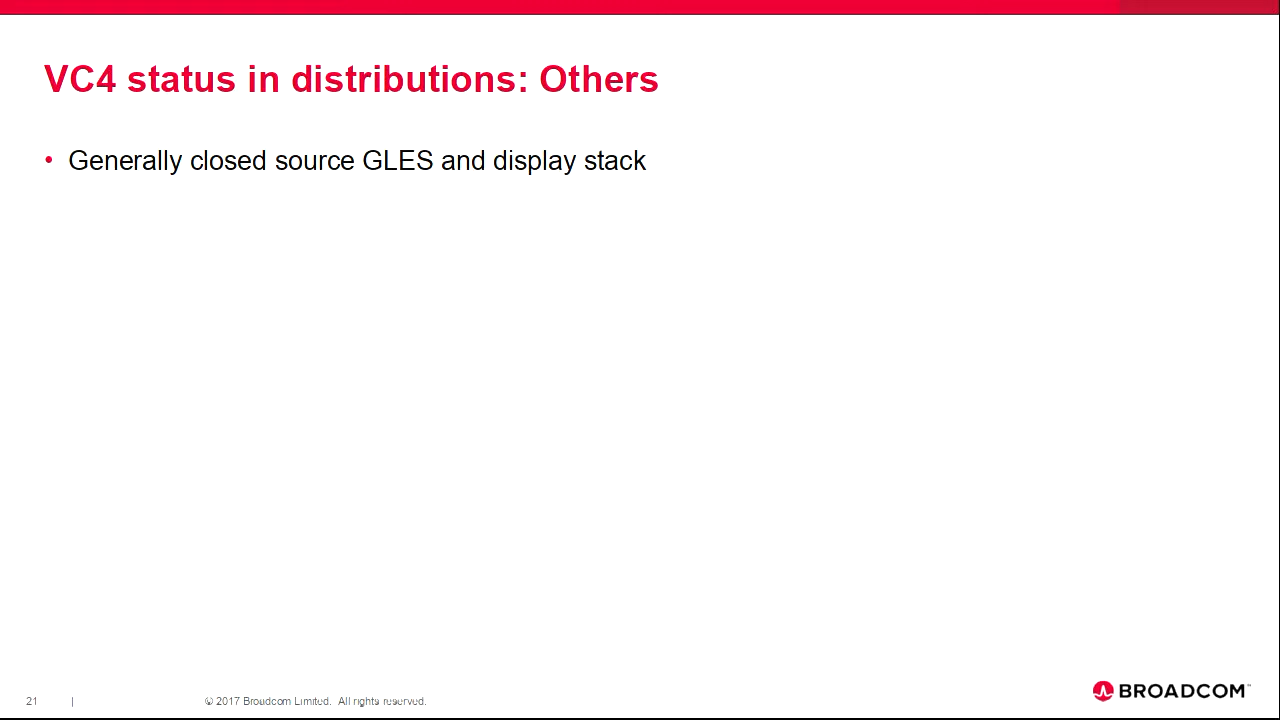 VC4 status in distributions: Others
• Generally closed source GLES and display stack
21 | © 2017 Broadcom Limited. All rights reserved.
BROADCOM™